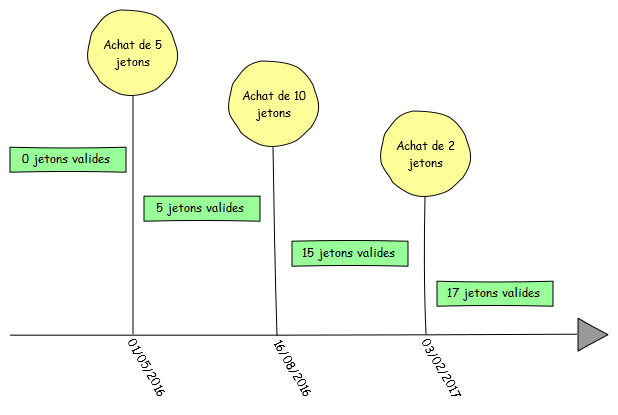 Achat de 5
jetons
Achat de 10
jetons
Achat de 2
jetons
0 jetons valides
5 jetons valides
15 jetons valides
17 jetons valides
01/05/2016
16/08/2016
03/02/2017